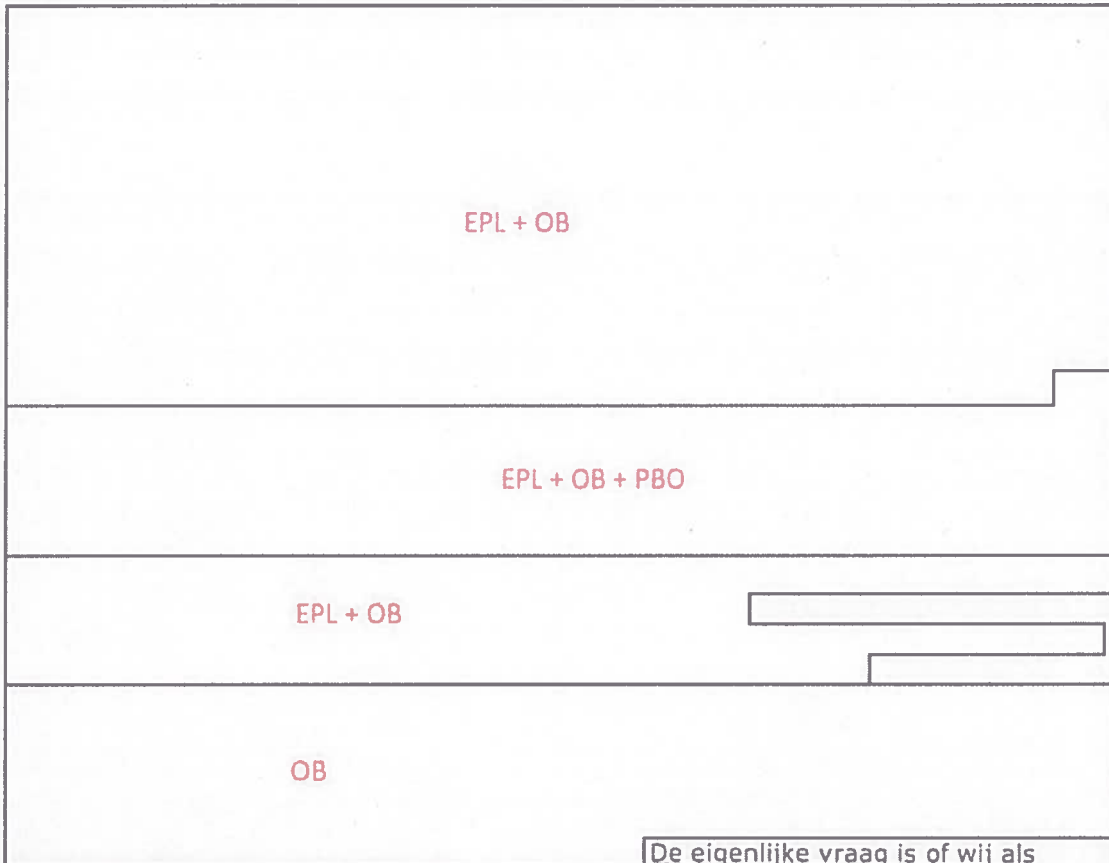 EPL + OB
EPL + OB + PBO
EPL + OB
OB
De eigenlijke vraag is of wij als